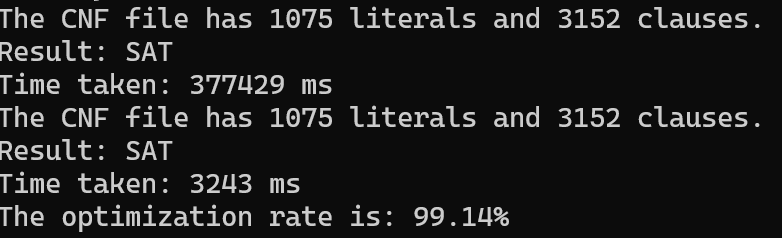 The CNF file has 1075 literals and 3152 clauses.
Result: SAT
Time taken: 377429 ms
The CNF file has 1075 literals and 3152 clauses.
Result: SAT
Time taken: 3243 ms
The optimization rate is: 99.14%